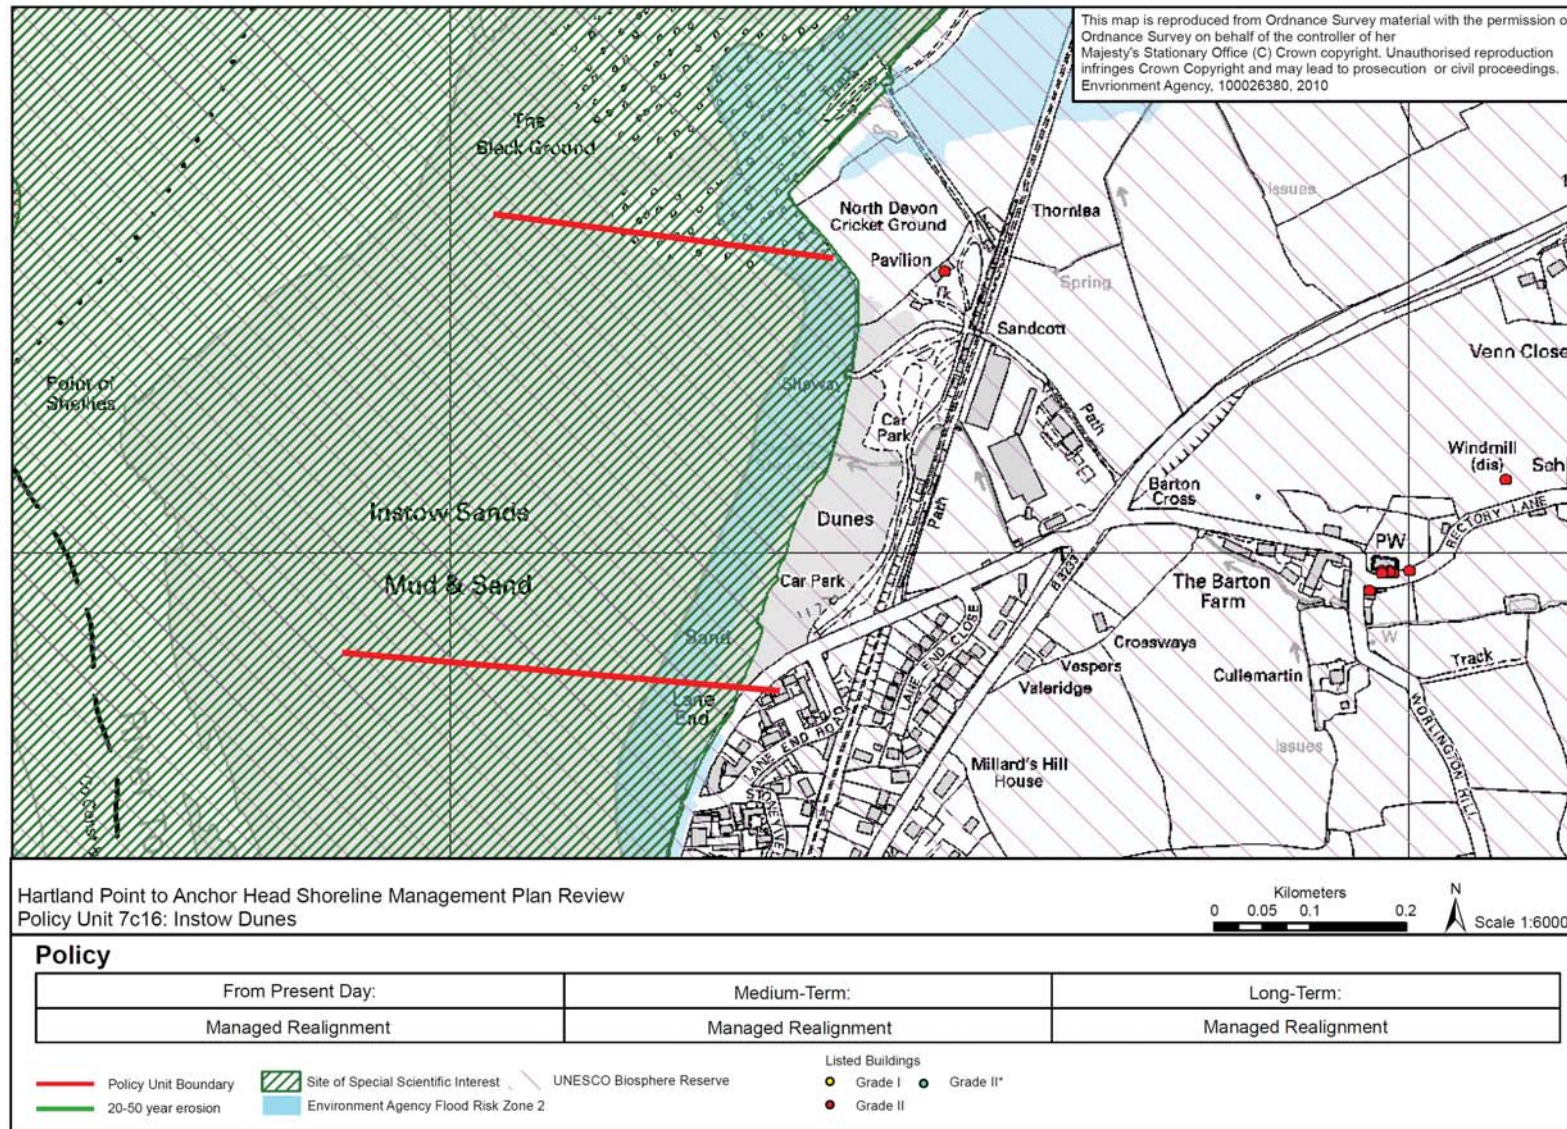 This map is reproduced from Ordnance Survey material with the permission o
Ordnance Survey on behalf of the controller of her
Majesty's Stationary Office (C) Crown copyright. Unauthorised reproduction
infringes Crown Copyright and may lead to prosecution or civil proceedings.
Envrionment Agency, 100026380, 2010
The
Black Ground
North Devon
Cricket Ground
Thornlea
Issues
Pavilion
Spring
Tk
Sandcott
Venn Close
Point of
Shellies
Slipway
Car
Park
Path
Windmill
(dis)
Sch
Barton
Cross
Instow Sands
Dunes
Path
RECTORY LANE
PW
Mud & Sand
Car Park
B 3233
The Barton
Farm
Sand
LANE END CLOSE
Crossways
W
Vespers
Valeridge
Cullemartin
Track
Lane
End
LANE END ROAD
WORLINGTON HILL
Issues
Millard's Hill
House
Hartland Point to Anchor Head Shoreline Management Plan Review
Policy Unit 7c16: Instow Dunes
Kilometers
0 0.05 0.1 0.2
N
Scale 1:6000
Policy
From Present Day: Medium-Term: Long-Term:
Managed Realignment Managed Realignment Managed Realignment
Listed Buildings
Policy Unit Boundary Site of Special Scientific Interest UNESCO Biosphere Reserve Grade I Grade II*
20-50 year erosion Environment Agency Flood Risk Zone 2 Grade II